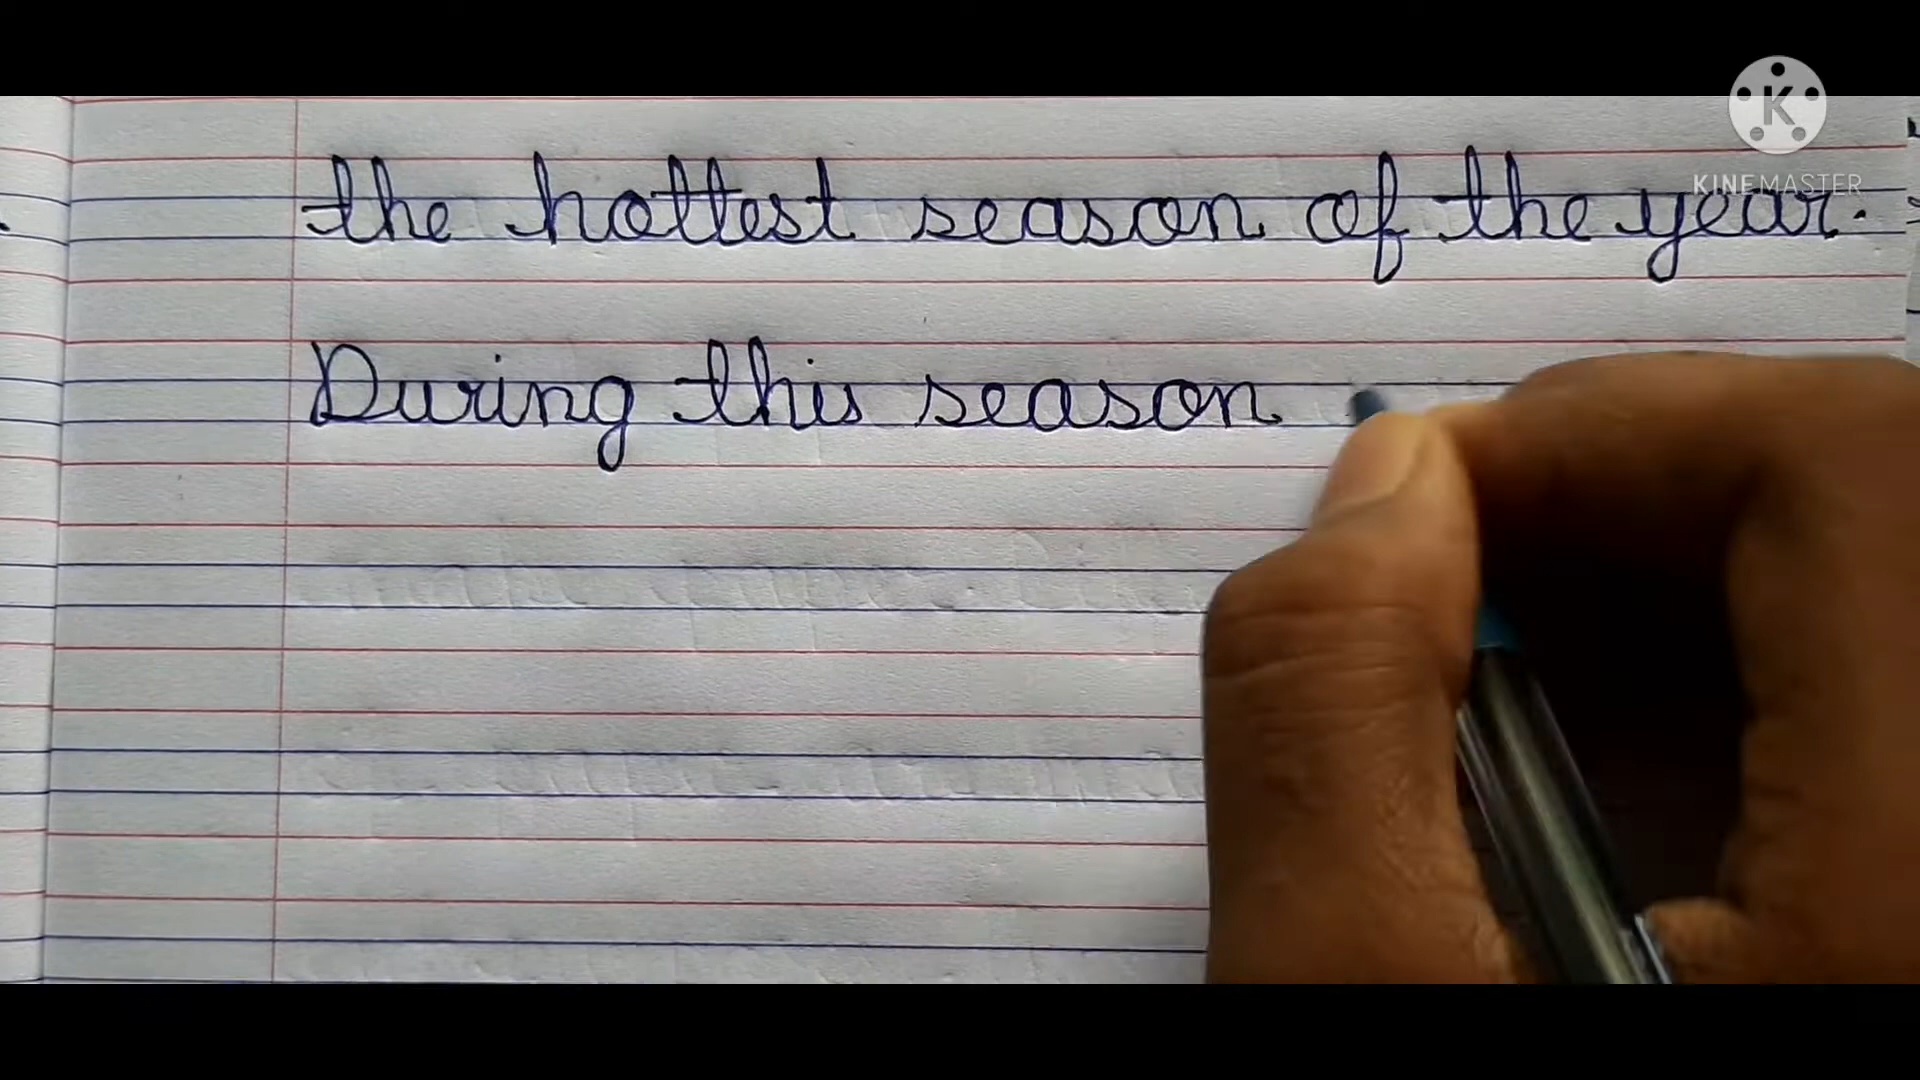 KINEMASTER
the hottest season of the year.
During this season